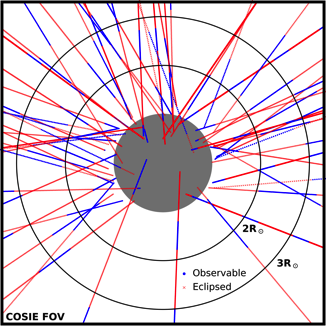 2R☉
3R☉
Observable
Eclipsed
COSIE FOV